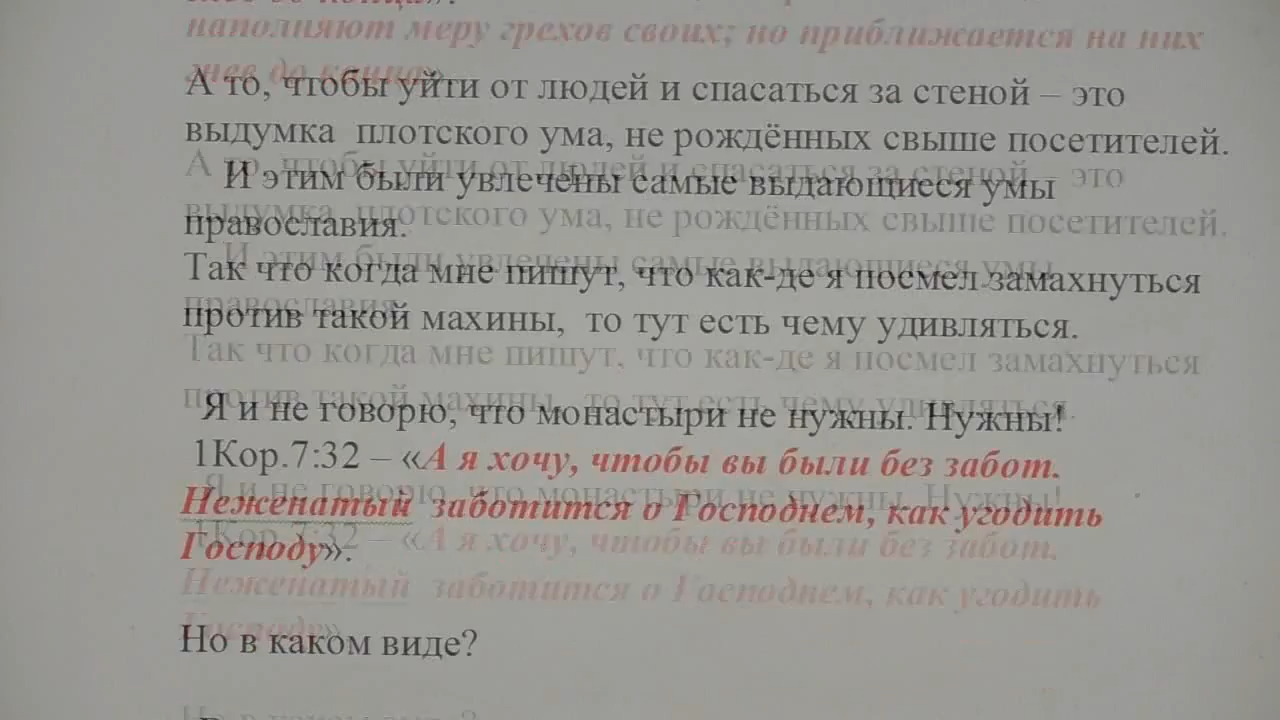 наполняют меру грехов своих; но приближается на них
гнев до конца».
А то, чтобы уйти от людей и спасаться за стеной – это
выдумка плотского ума, не рождённых свыше посетителей.
И этим были увлечены самые выдающиеся умы
православия.
Так что когда мне пишут, что как-де я посмел замахнуться
против такой махины, то тут есть чему удивляться.
Я и не говорю, что монастыри не нужны. Нужны!
1Кор.7:32 – «А я хочу, чтобы вы были без забот.
Неженатый заботится о Господнем, как угодить
Господу».
Но в каком виде?